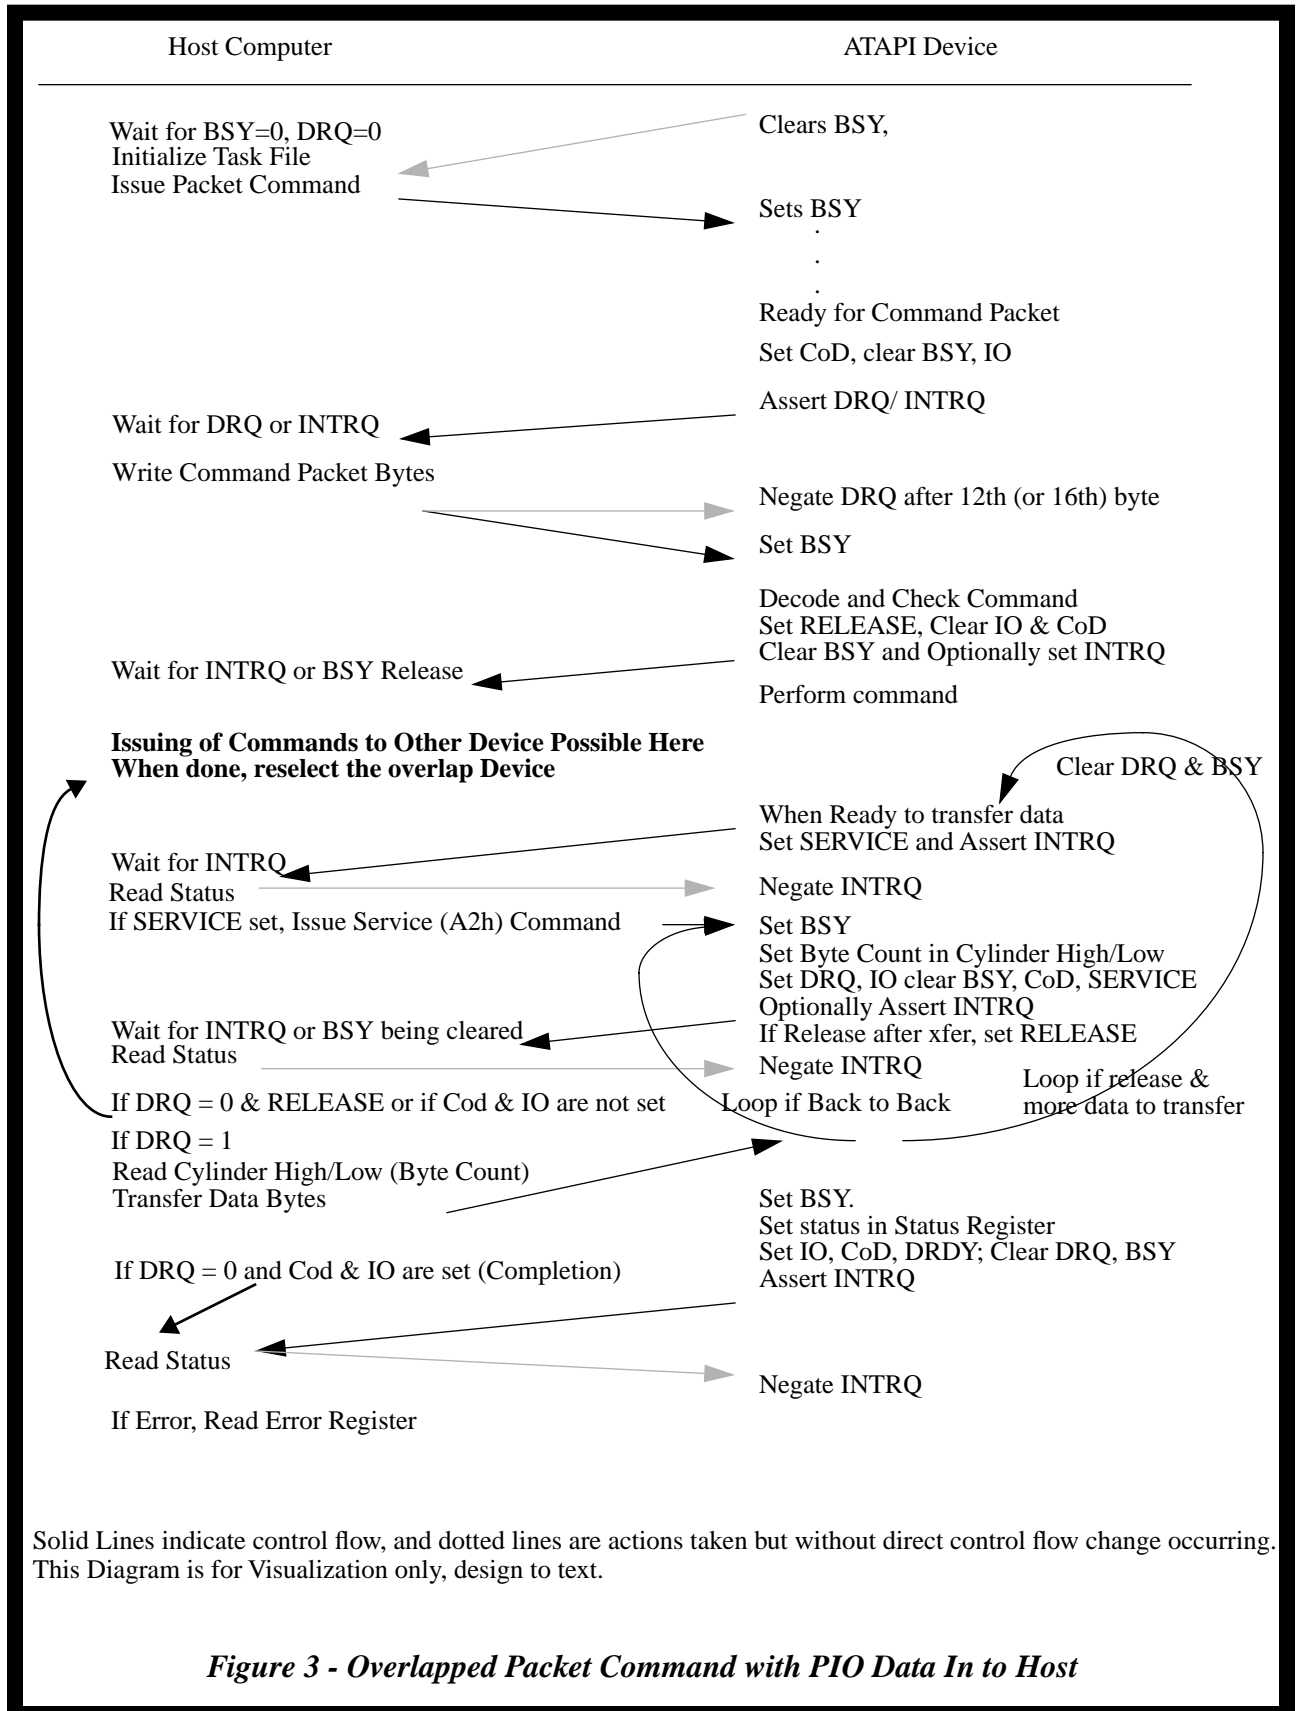 Host Computer
ATAPI Device
Wait for BSY=0, DRQ=0
Clears BSY,
Initialize Task File
Issue Packet Command
Sets BSY
.
.
.
Ready for Command Packet
Set CoD, clear BSY, IO
Assert DRQ/ INTRQ
Wait for DRQ or INTRQ
Write Command Packet Bytes
Negate DRQ after 12th (or 16th) byte
Set BSY
Decode and Check Command
Set RELEASE, Clear IO & CoD
Clear BSY and Optionally set INTRQ
Wait for INTRQ or BSY Release
Perform command
Issuing of Commands to Other Device Possible Here
When done, reselect the overlap Device
Clear DRQ & BSY
When Ready to transfer data
Set SERVICE and Assert INTRQ
Wait for INTRQ
Read Status
Negate INTRQ
If SERVICE set, Issue Service (A2h) Command
Set BSY
Set Byte Count in Cylinder High/Low
Set DRQ, IO clear BSY, CoD, SERVICE
Optionally Assert INTRQ
If Release after xfer, set RELEASE
Wait for INTRQ or BSY being cleared
Read Status
Negate INTRQ
Loop if release &
more data to transfer
If DRQ = 0 & RELEASE or if Cod & IO are not set
Loop if Back to Back
If DRQ = 1
Read Cylinder High/Low (Byte Count)
Transfer Data Bytes
Set BSY.
Set status in Status Register
Set IO, CoD, DRDY; Clear DRQ, BSY
Assert INTRQ
If DRQ = 0 and Cod & IO are set (Completion)
Read Status
Negate INTRQ
If Error, Read Error Register
Solid Lines indicate control flow, and dotted lines are actions taken but without direct control flow change occurring.
This Diagram is for Visualization only, design to text.
Figure 3 - Overlapped Packet Command with PIO Data In to Host